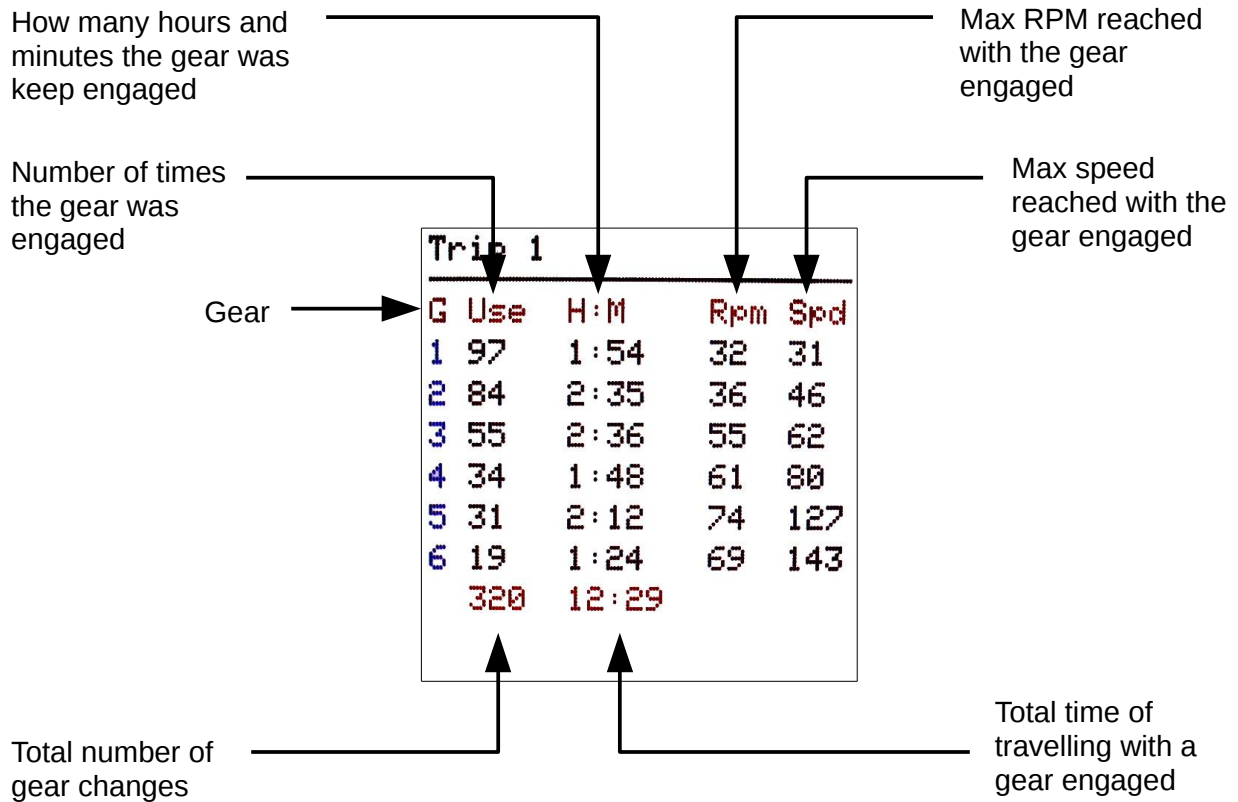 How many hours and
minutes the gear was
keep engaged
Max RPM reached
with the gear
engaged
Number of times
the gear was
engaged
Max speed
reached with the
gear engaged
Gear
Trip 1
G Use H:M Rpm Spd
1 97 1:54 32 31
2 84 2:35 36 46
3 55 2:36 55 62
4 34 1:48 61 80
5 31 2:12 74 127
6 19 1:24 69 143
320 12:29
Total number of
gear changes
Total time of
travelling with a
gear engaged